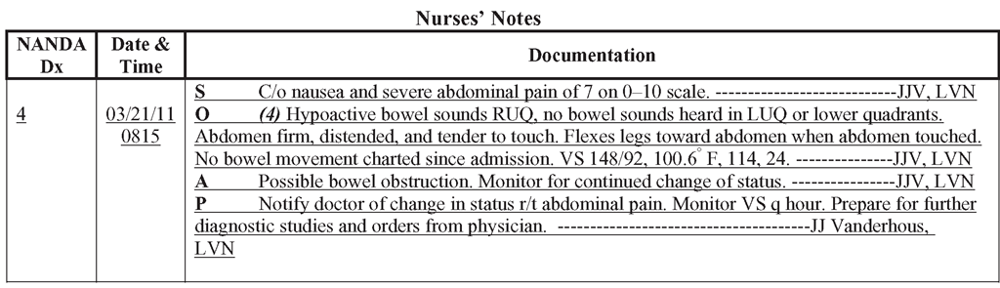 Nurses' Notes
NANDA Dx
Date & Time
Documentation
4
03/21/11
0815
S C/o nausea and severe abdominal pain of 7 on 0–10 scale. ---------------------------JJV, LVN
O (4) Hypoactive bowel sounds RUQ, no bowel sounds heard in LUQ or lower quadrants.
Abdomen firm, distended, and tender to touch. Flexes legs toward abdomen when abdomen touched.
No bowel movement charted since admission. VS 148/92, 100.6° F, 114, 24. --------------JJV, LVN
A Possible bowel obstruction. Monitor for continued change of status. ----------------JJV, LVN
P Notify doctor of change in status r/t abdominal pain. Monitor VS q hour. Prepare for further
diagnostic studies and orders from physician. --------------------------------------JJ Vanderhous,
LVN